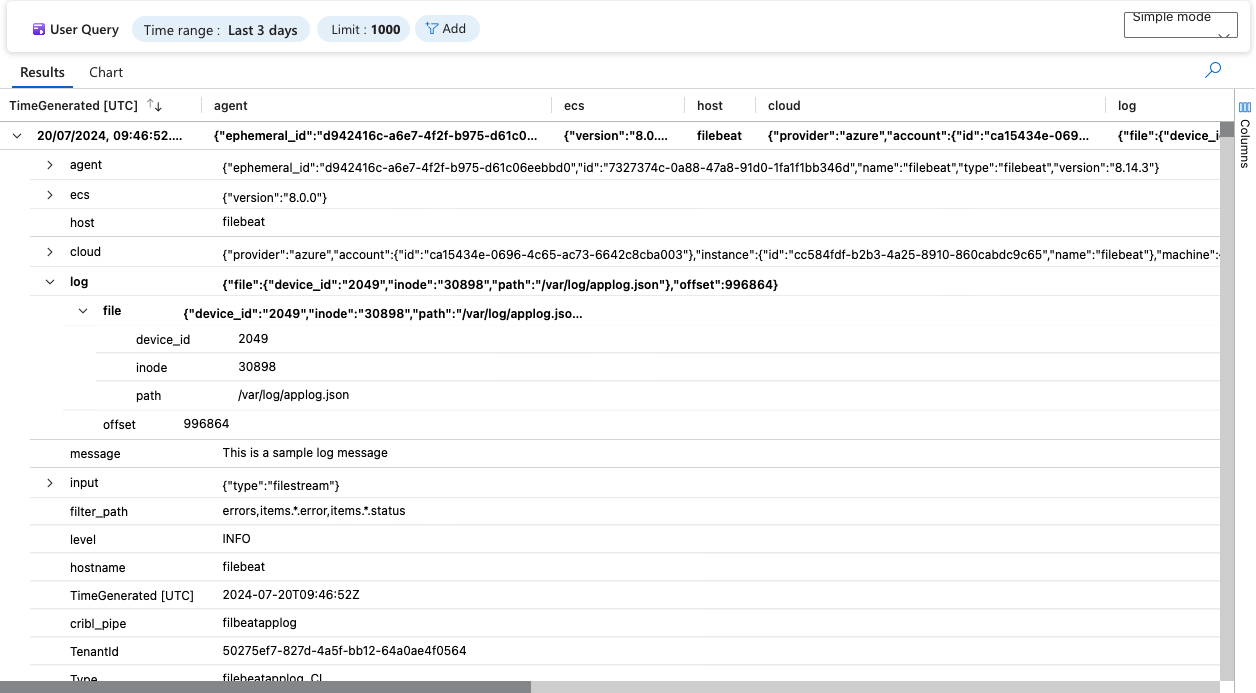 User Query Time range : Last 3 days Limit : 1000 Add Simple mode
Results Chart
TimeGenerated [UTC] ↑↓ agent ecs host cloud log
20/07/2024, 09:46:52.... {"ephemeral_id":"d942416c-a6e7-4f2f-b975-d61c0... {"version":"8.0.... filebeat {"provider":"azure","account":{"id":"ca15434e-069... {"file":{"device_i
Columns
agent {"ephemeral_id":"d942416c-a6e7-4f2f-b975-d61c06eebbd0","id":"7327374c-0a88-47a8-91d0-1fa1f1bb346d","name":"filebeat","type":"filebeat","version":"8.14.3"}
ecs {"version":"8.0.0"}
host filebeat
cloud {"provider":"azure","account":{"id":"ca15434e-0696-4c65-ac73-6642c8cba003"},"instance":{"id":"cc584fdf-b2b3-4a25-8910-860cabdc9c65","name":"filebeat"},"machine":
log {"file":{"device_id":"2049","inode":"30898","path":"/var/log/applog.json"},"offset":996864}
file {"device_id":"2049","inode":"30898","path":"/var/log/applog.jso...
device_id 2049
inode 30898
path /var/log/applog.json
offset 996864
message This is a sample log message
input {"type":"filestream"}
filter_path errors,items.*.error,items.*.status
level INFO
hostname filebeat
TimeGenerated [UTC] 2024-07-20T09:46:52Z
cribl_pipe filbeatapplog
TenantId 50275ef7-827d-4a5f-bb12-64a0ae4f0564
Type filebeatapplog_CL